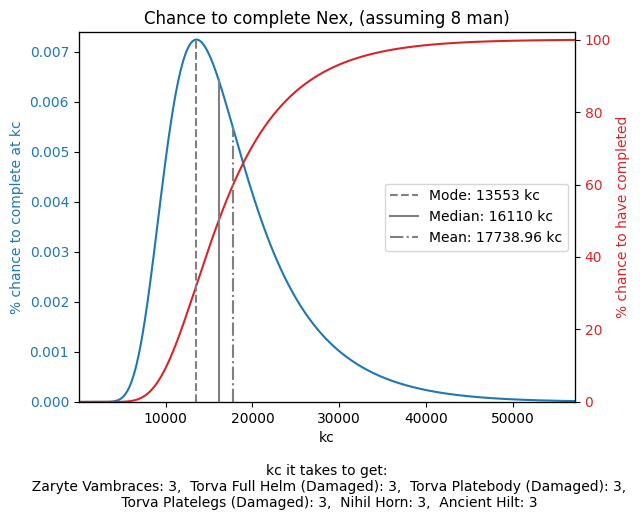 Chance to complete Nex, (assuming 8 man)
% chance to complete at kc
0.007
0.006
0.005
0.004
0.003
0.002
0.001
0.000
100
80
60
40
20
0
% chance to have completed
Mode: 13553 kc
Median: 16110 kc
Mean: 17738.96 kc
10000 20000 30000 40000 50000
kc
kc it takes to get:
Zaryte Vambraces: 3, Torva Full Helm (Damaged): 3, Torva Platebody (Damaged): 3,
Torva Platelegs (Damaged): 3, Nihil Horn: 3, Ancient Hilt: 3